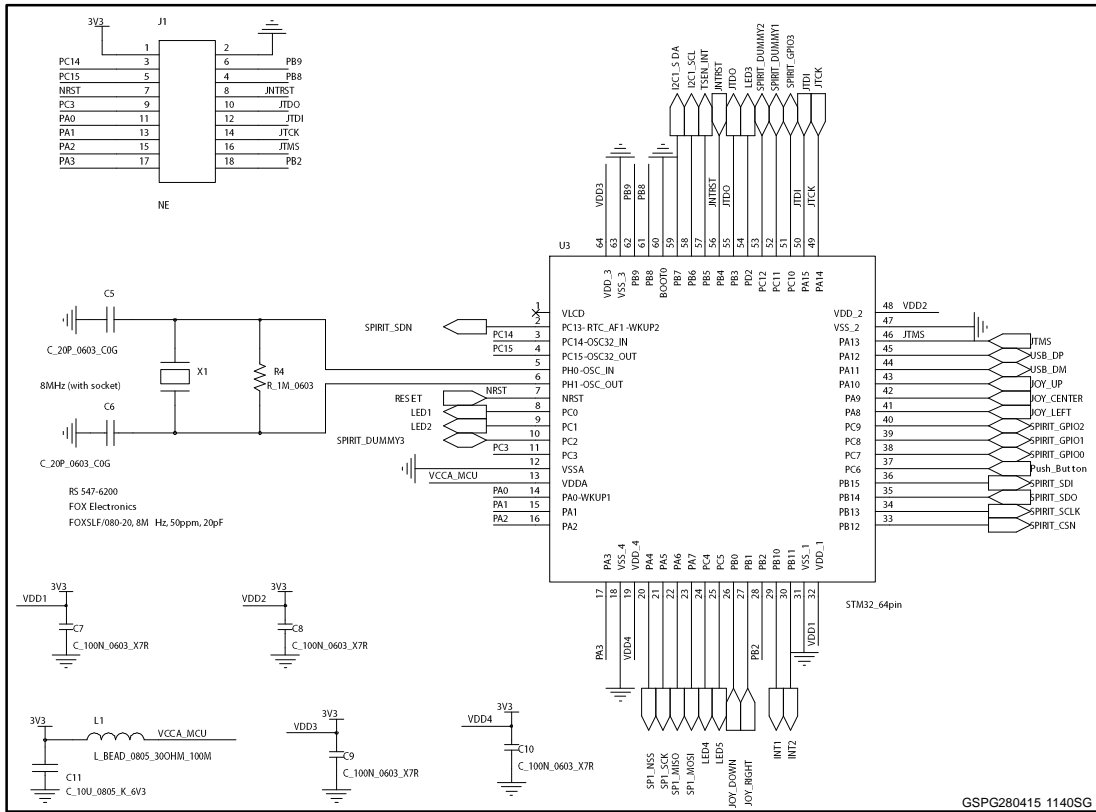 J1
3V3
1 2
PC14 3 6 PB9
PC15 5 4 PB8
NRST 7 8 JNTRST
PC3 9 10 JTDO
PA0 11 12 JTDI
PA1 13 14 JTCK
PA2 15 16 JTMS
PA3 17 18 PB2
NE
I2C1_S DA
I2C1_SCL
TSEN_INT
JNTRST
JTDO
LED3
SPIRIT_DUMMY2
SPIRIT_DUMMY1
SPIRIT_GPIO3
JTDI
JTCK
VDD3
PB9
PB8
JNTRST
JTDO
JTDI
JTCK
64 63 62 61 60 59 58 57 56 55 54 53 52 51 50 49
U3
VDD_3
VSS_3
PB9
PB8
BOOT0
PB7
PB6
PB5
PB4
PB3
PD2
PC12
PC11
PC10
PA15
PA14
1 VLCD
SPIRIT_SDN 2 PC13- RTC_AF1 -WKUP2
PC14 3 PC14-OSC32_IN
PC15 4 PC15-OSC32_OUT
5 PH0-OSC_IN
6 PH1-OSC_OUT
RESET NRST 7 NRST
LED1 8 PC0
LED2 9 PC1
SPIRIT_DUMMY3 10 PC2
PC3 11 PC3
12 VSSA
VCCA_MCU 13 VDDA
PA0 14 PA0-WKUP1
PA1 15 PA1
PA2 16 PA2
VDD_2 48 VDD2
VSS_2 47
PA13 46 JTMS JTMS
PA12 45 USB_DP
PA11 44 USB_DM
PA10 43 JOY_UP
PA9 42 JOY_CENTER
PA8 41 JOY_LEFT
PC9 40 SPIRIT_GPIO2
PC8 39 SPIRIT_GPIO1
PC7 38 SPIRIT_GPIO0
PC6 37 Push_Button
PB15 36 SPIRIT_SDI
PB14 35 SPIRIT_SDO
PB13 34 SPIRIT_SCLK
PB12 33 SPIRIT_CSN
PA3
VSS_4
VDD_4
PA4
PA5
PA6
PA7
PC4
PC5
PB0
PB1
PB2
PB10
PB11
VSS_1
VDD_1
17 18 19 20 21 22 23 24 25 26 27 28 29 30 31 32
STM32_64pin
PA3
VDD4
PB2
VDD1
SP1_NSS
SP1_SCK
SP1_MISO
SP1_MOSI
LED4
LED5
JOY_DOWN
JOY_RIGHT
INT1
INT2
C5
C_20P_0603_C0G
8MHz (with socket)
X1
R4
R_1M_0603
C6
C_20P_0603_C0G
RS 547-6200
FOX Electronics
FOXSLF/080-20, 8M Hz, 50ppm, 20pF
3V3
VDD1
C7
C_100N_0603_X7R
3V3
VDD2
C8
C_100N_0603_X7R
3V3
L1
VCCA_MCU
L_BEAD_0805_30OHM_100M
C11
C_10U_0805_K_6V3
3V3
VDD3
C9
C_100N_0603_X7R
3V3
VDD4
C10
C_100N_0603_X7R
GSPG280415 1140SG